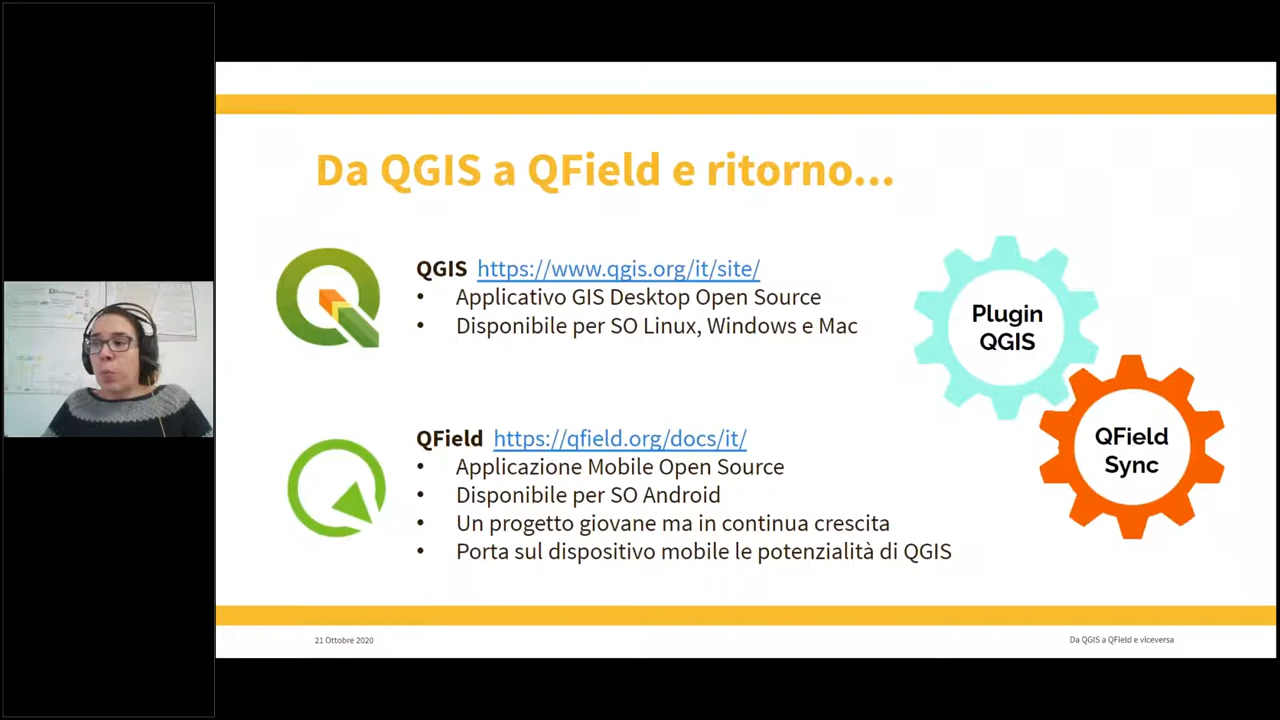 Da QGIS a QField e ritorno...
QGIS https://www.qgis.org/it/site/
• Applicativo GIS Desktop Open Source
• Disponibile per SO Linux, Windows e Mac
Plugin
QGIS
QField
Sync
QField https://qfield.org/docs/it/
• Applicazione Mobile Open Source
• Disponibile per SO Android
• Un progetto giovane ma in continua crescita
• Porta sul dispositivo mobile le potenzialità di QGIS
21 Ottobre 2020
Da QGIS a QField e viceversa